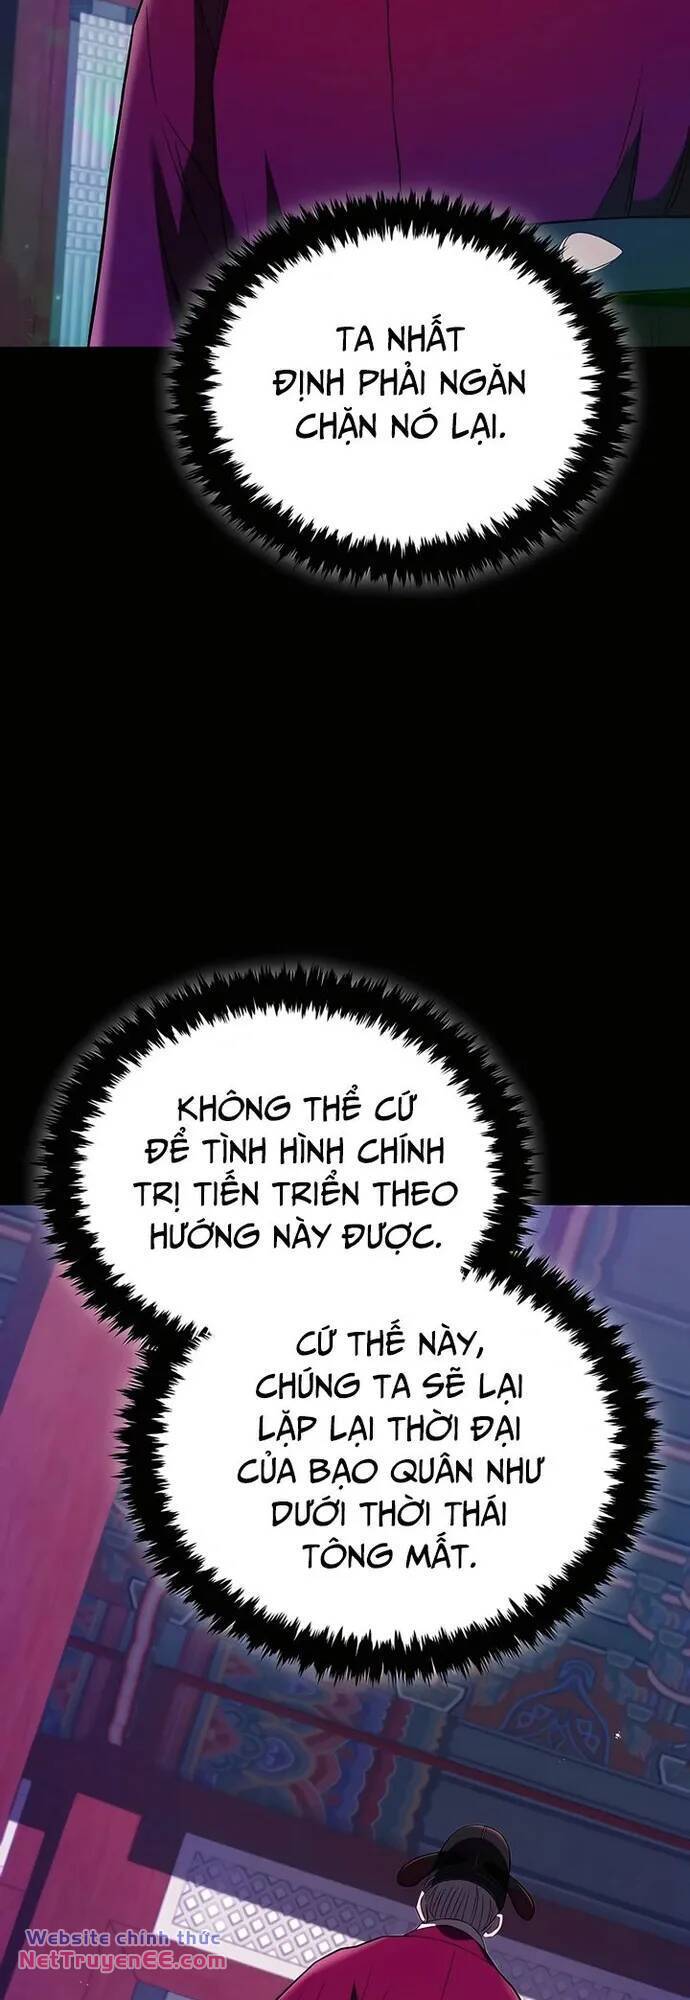 TA NHẤT
ĐỊNH PHẢI NGĂN
CHẶN NÓ LẠI.
KHÔNG THỂ CỨ
ĐỂ TÌNH HÌNH CHÍNH
TRỊ TIẾN TRIỂN THEO
HƯỚNG NÀY ĐƯỢC.
CỨ THẾ NÀY,
CHÚNG TA SẼ LẠI
LẶP LẠI THỜI ĐẠI
CỦA BẠO QUÂN NHƯ
DƯỚI THỜI THÁI
TÔNG MẤT.
Website chính thức
NetTruyenEE.com